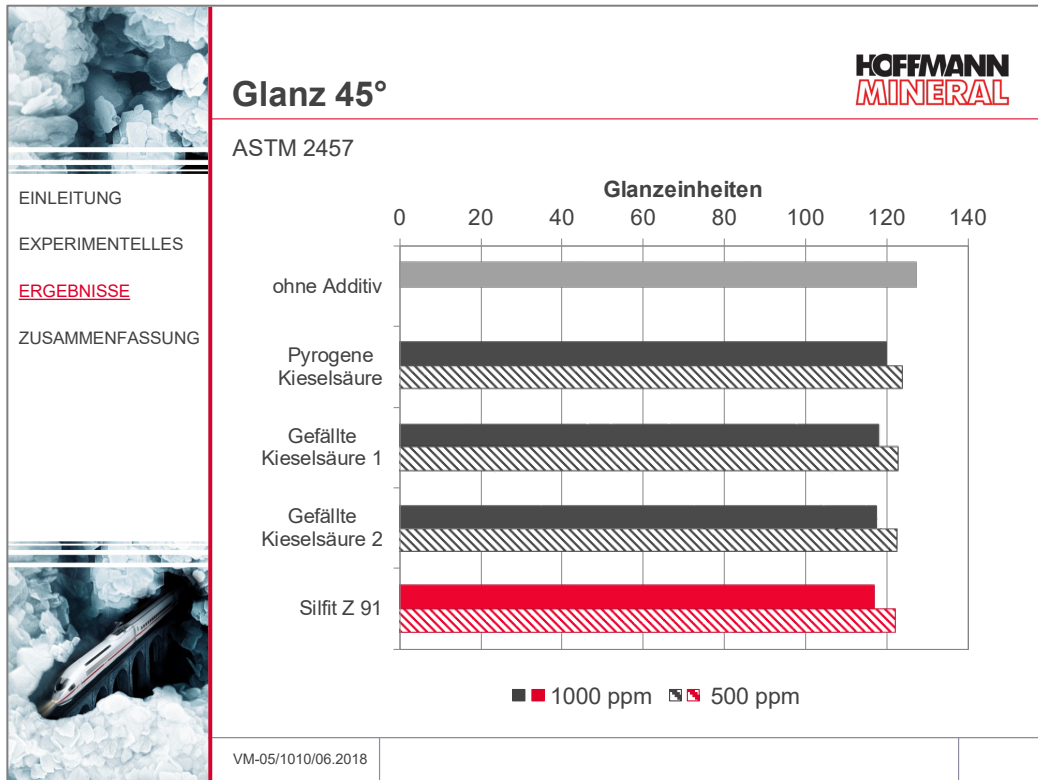 Glanz 45°
HOFFMANN
MINERAL
ASTM 2457
EINLEITUNG
EXPERIMENTELLES
ERGEBNISSE
ZUSAMMENFASSUNG
Glanzeinheiten
0 20 40 60 80 100 120 140
ohne Additiv
Pyrogene
Kieselsäure
Gefällte
Kieselsäure 1
Gefällte
Kieselsäure 2
Silfit Z 91
1000 ppm 500 ppm
VM-05/1010/06.2018